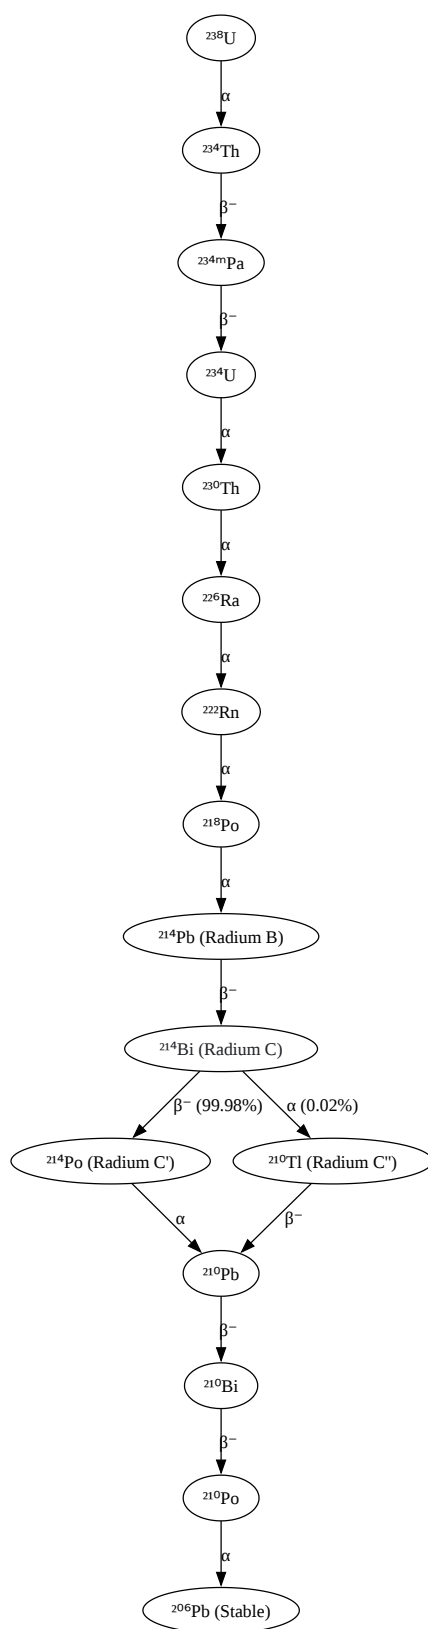 ²³⁸U
α
²³⁴Th
β⁻
²³⁴ᵐPa
β⁻
²³⁴U
α
²³⁰Th
α
²²⁶Ra
α
²²²Rn
α
²¹⁸Po
α
²¹⁴Pb (Radium B)
β⁻
²¹⁴Bi (Radium C)
β⁻ (99.98%)
α (0.02%)
²¹⁴Po (Radium C')
²¹⁰Tl (Radium C")
α
β⁻
²¹⁰Pb
β⁻
²¹⁰Bi
β⁻
²¹⁰Po
α
²⁰⁶Pb (Stable)